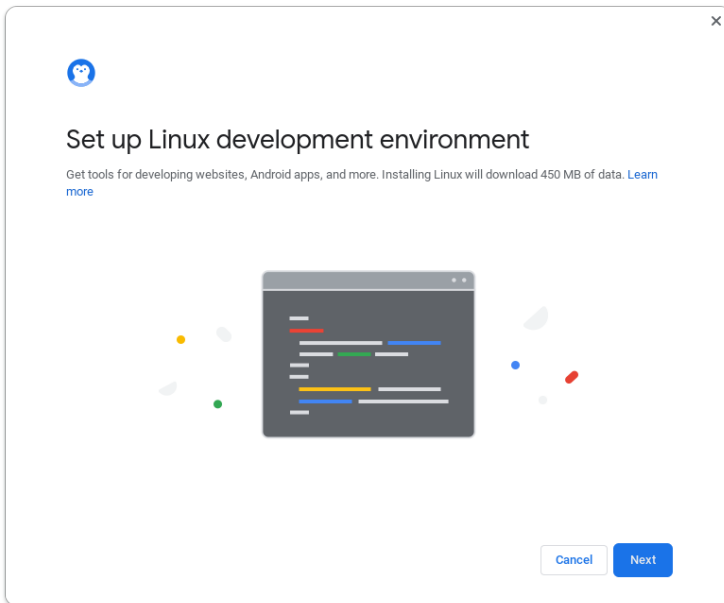 Set up Linux development environment
Get tools for developing websites, Android apps, and more. Installing Linux will download 450 MB of data. Learn
more
Cancel
Next